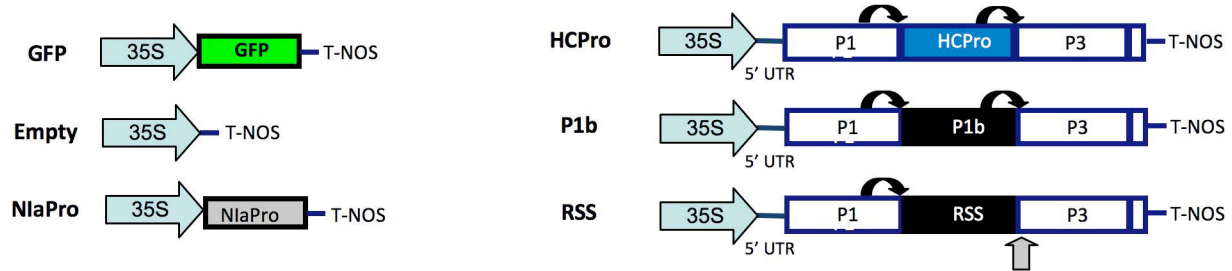 GFP 35S GFP T-NOS
Empty 35S T-NOS
NIaPro 35S NIaPro T-NOS
HCPro 35S P1 HCPro P3 T-NOS
5' UTR
P1b 35S P1 P1b P3 T-NOS
5' UTR
RSS 35S P1 RSS P3 T-NOS
5' UTR